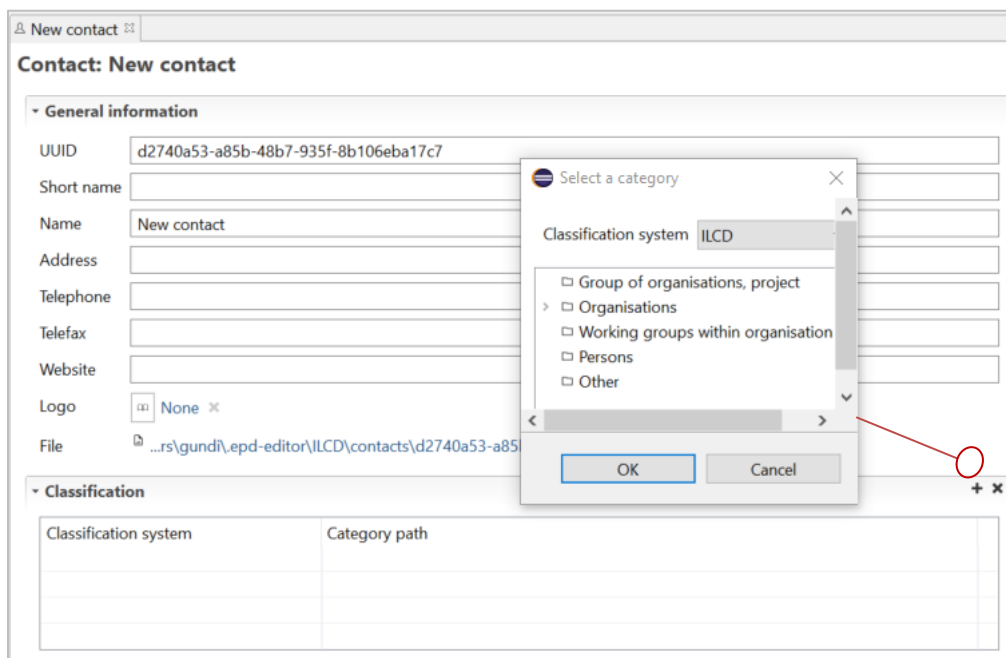 New contact
Contact: New contact
General information
UUID d2740a53-a85b-48b7-935f-8b106eba17c7
Short name
Name New contact
Address
Telephone
Telefax
Website
Logo None
File ...rs\gundi\.epd-editor\ILCD\contacts\d2740a53-a85
Select a category
Classification system ILCD
Group of organisations, project
Organisations
Working groups within organisation
Persons
Other
OK Cancel
Classification
Classification system Category path